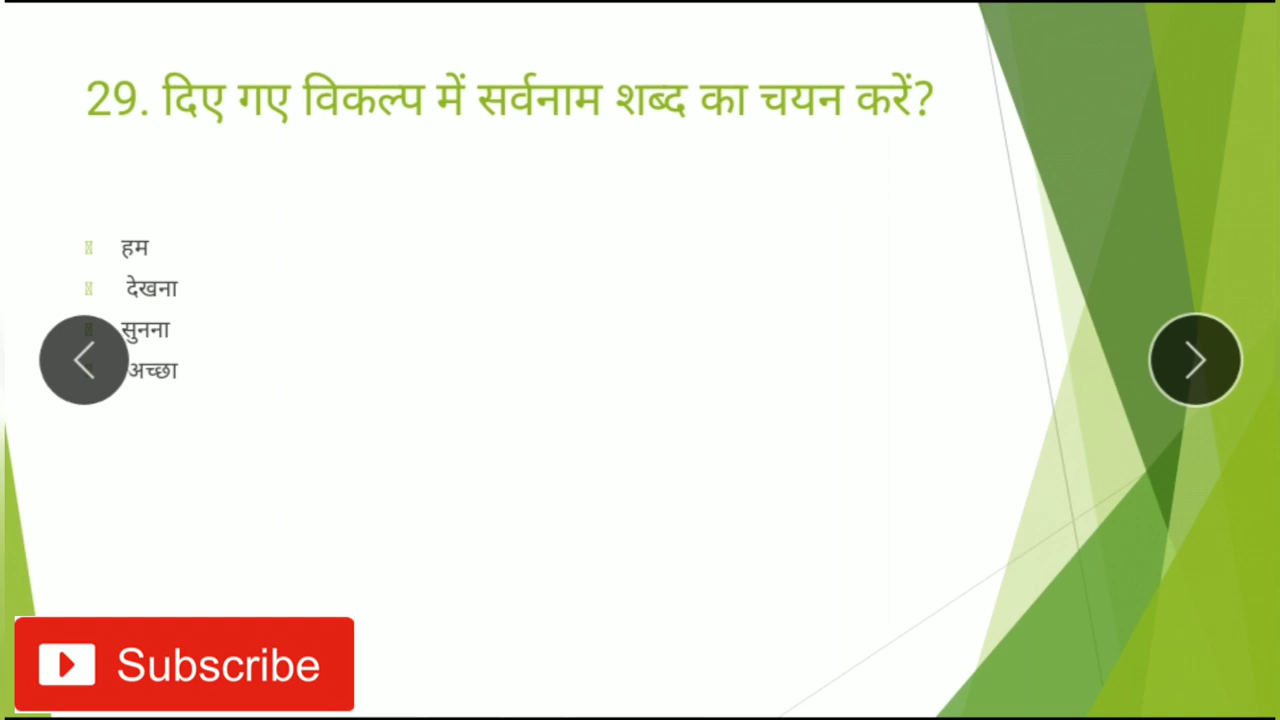 29. दिए गए विकल्प में सर्वनाम शब्द का चयन करें?
हम
देखना
सुनना
अच्छा
Subscribe